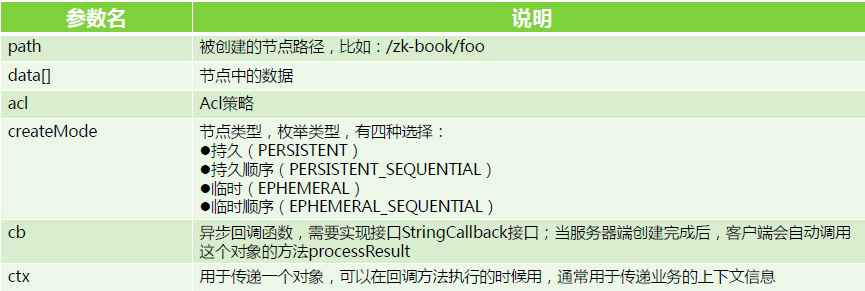 参数名 说明
path 被创建的节点路径，比如：/zk-book/foo
data[] 节点中的数据
acl Acl策略
createMode 节点类型，枚举类型，有四种选择：
●持久（PERSISTENT）
●持久顺序（PERSISTENT_SEQUENTIAL）
●临时（EPHEMERAL）
●临时顺序（EPHEMERAL_SEQUENTIAL）
cb 异步回调函数，需要实现接口StringCallback接口；当服务器端创建完成后，客户端会自动调用
这个对象的方法processResult
ctx 用于传递一个对象，可以在回调方法执行的时候用，通常用于传递业务的上下文信息